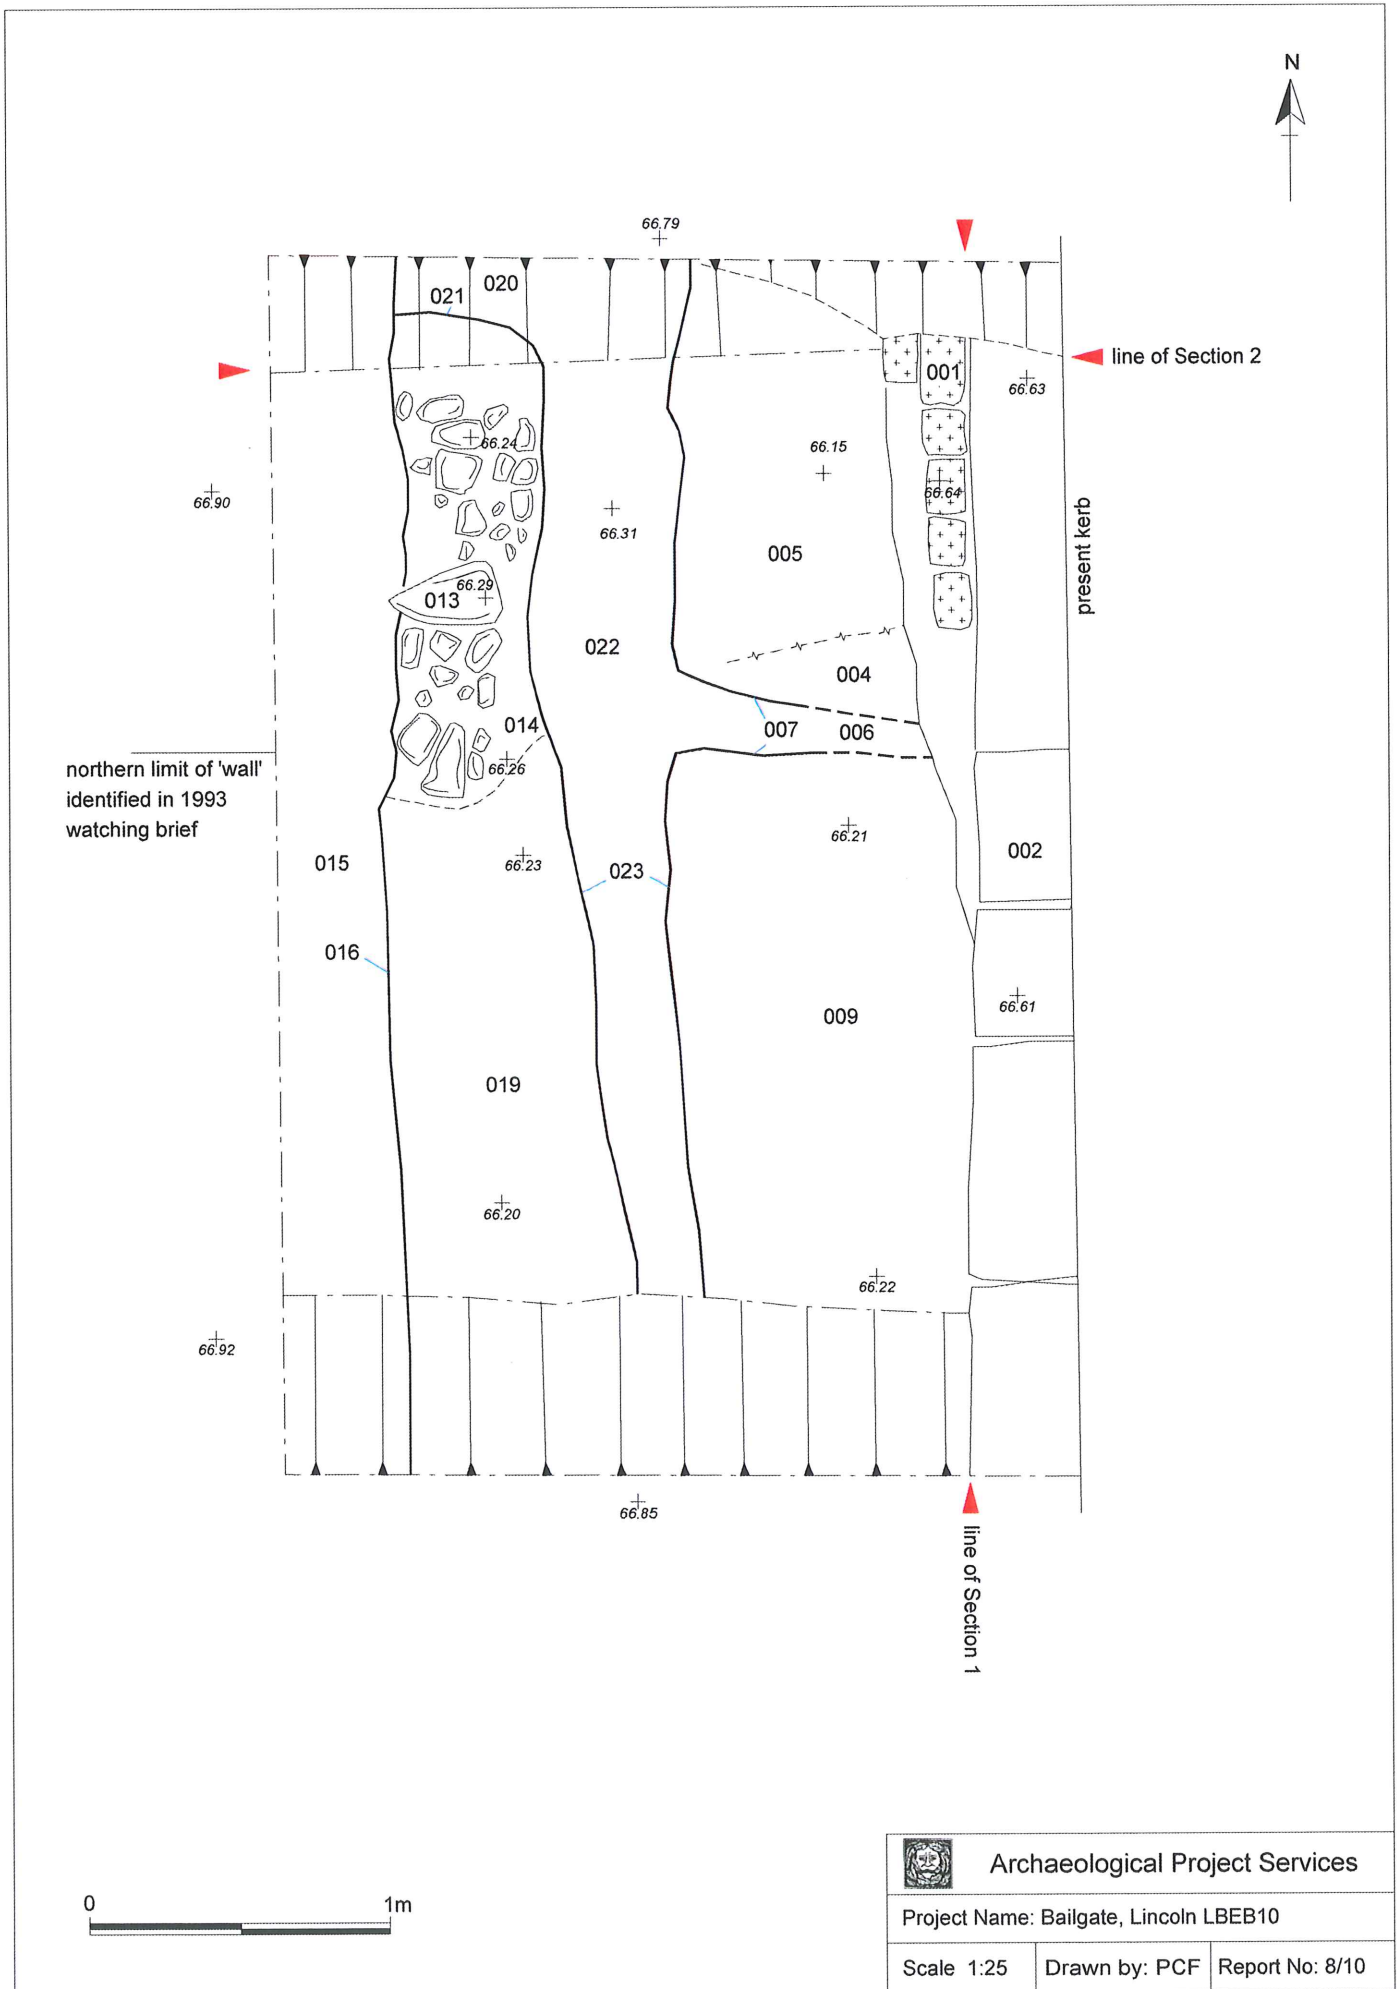 N
66.79
020
021
line of Section 2
001
66.63
66.24
66.15
66.90
66.64
66.31
present kerb
005
66.29
013
022
004
014
007
006
66.26
northern limit of 'wall'
identified in 1993
watching brief
66.21
002
66.23
015
023
016
66.61
009
019
66.20
66.22
66.92
66.85
line of Section 1
0
1m
Archaeological Project Services
Project Name: Bailgate, Lincoln LBEB10
Scale 1:25
Drawn by: PCF
Report No: 8/10